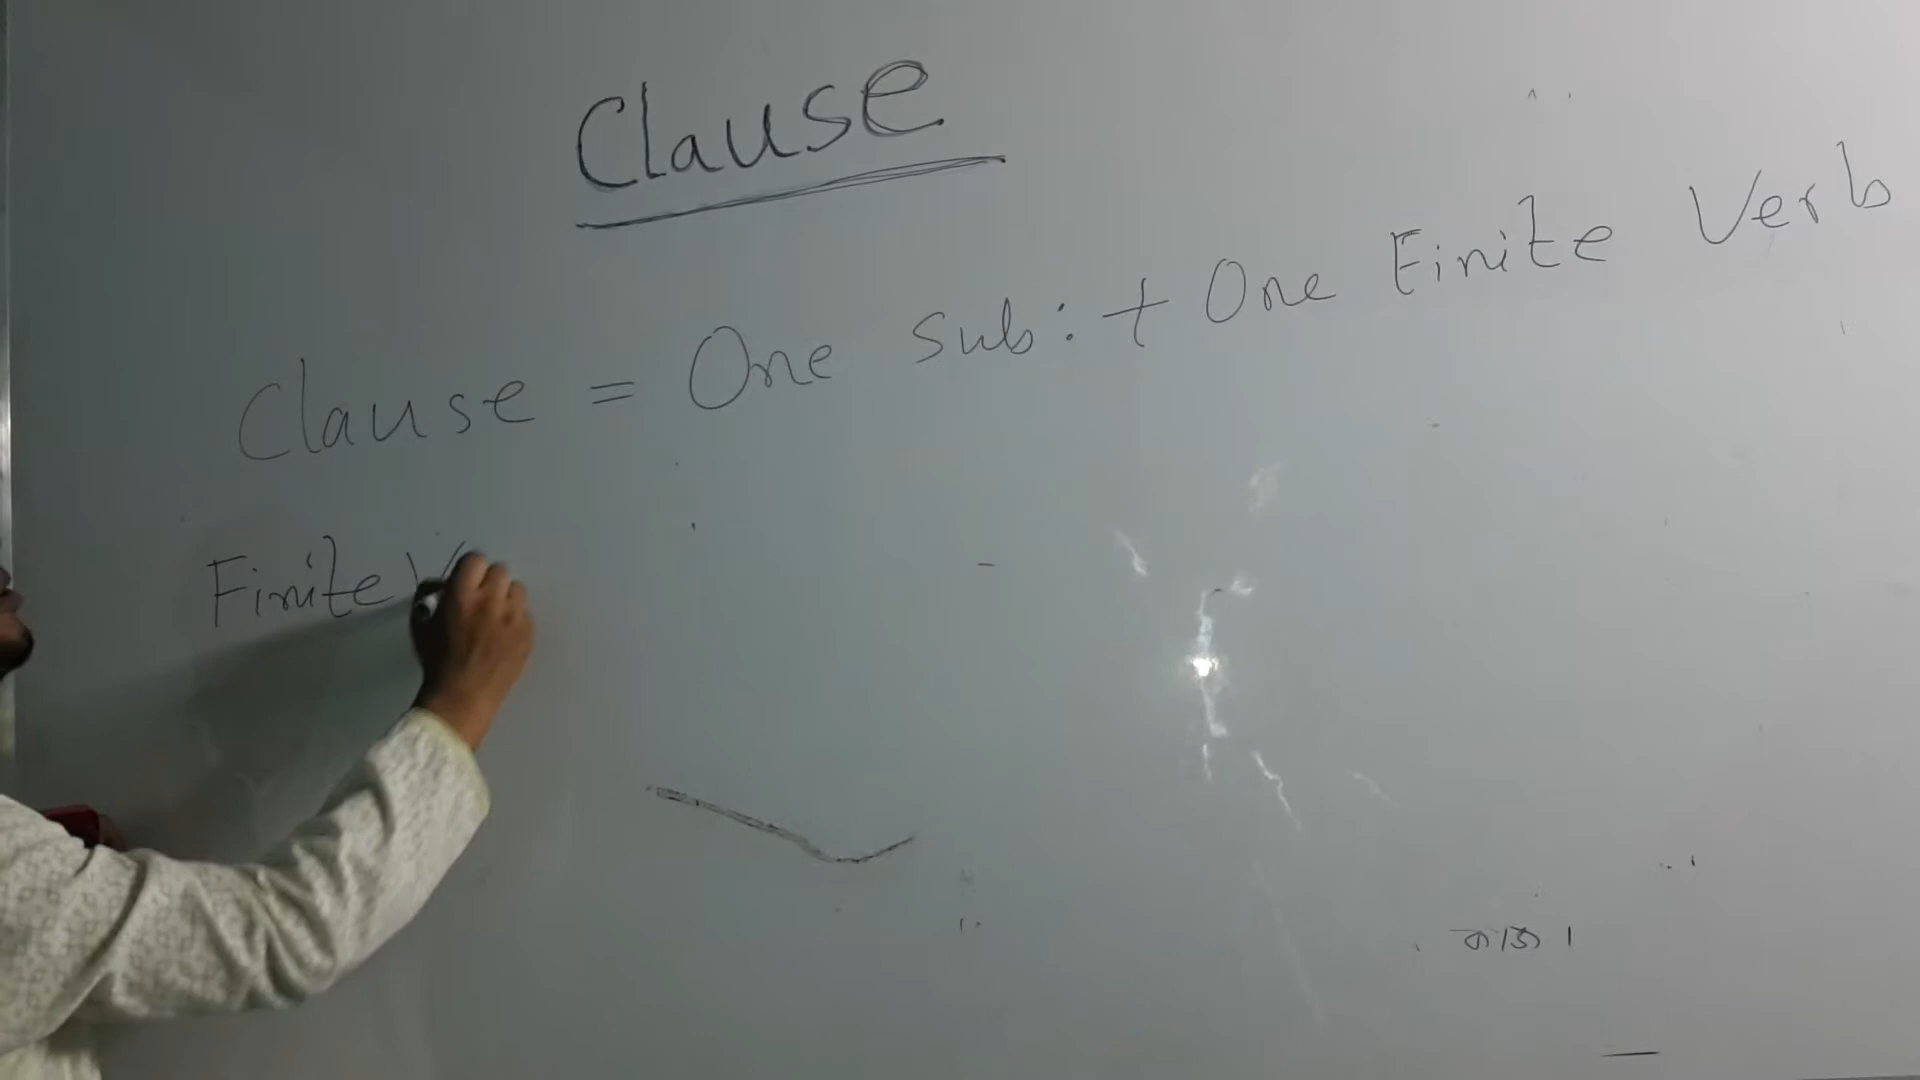 Clause
Clause = One Sub: + One Finite Verb
Finite V
কাজ।